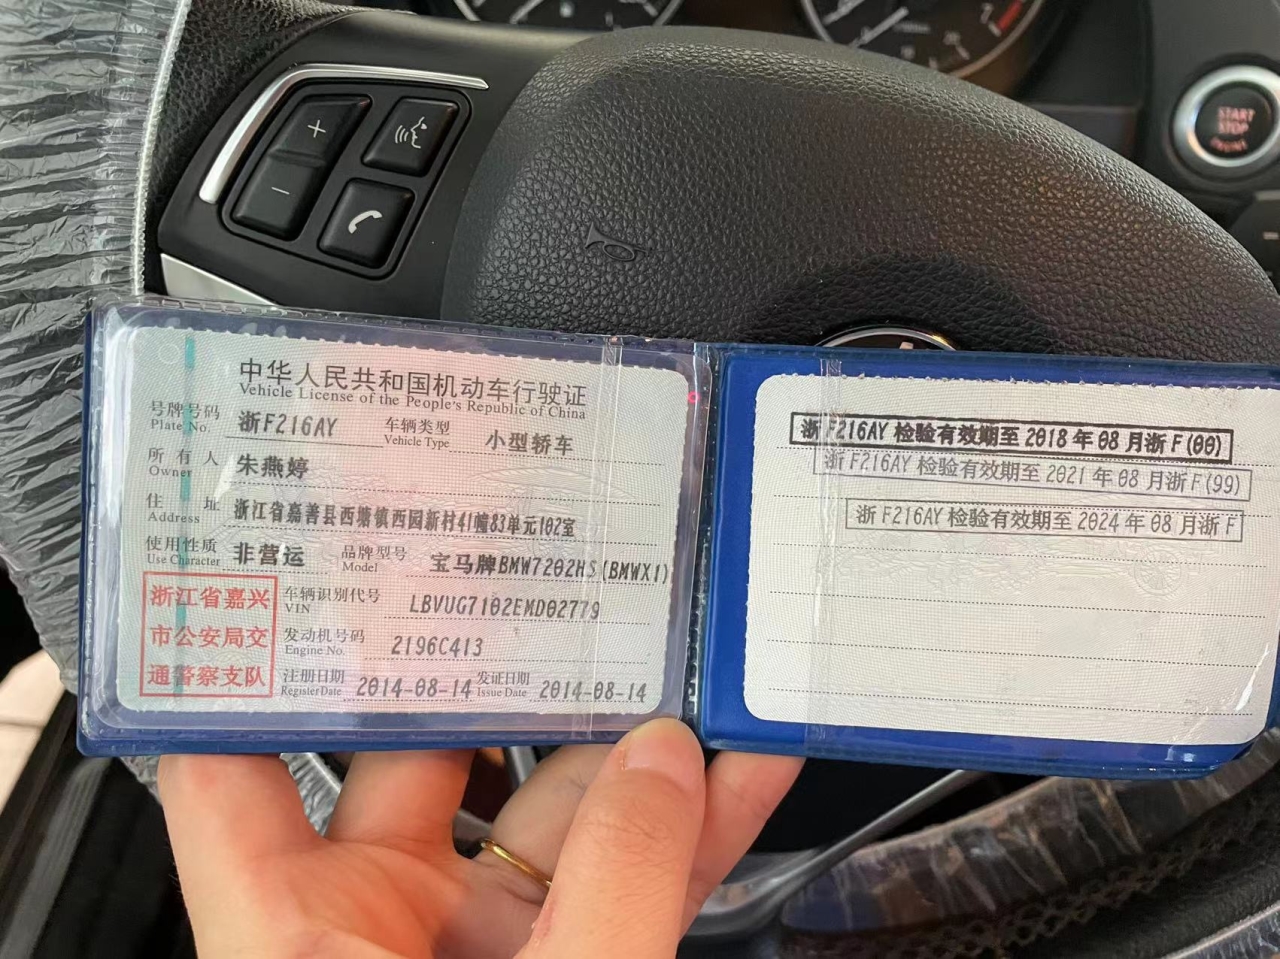 START
STOP
ENGINE
中华人民共和国机动车行驶证
Vehicle License of the People's Republic of China
号牌号码 Plate No. 浙F216AY 车辆类型 Vehicle Type 小型轿车
所有人 Owner 朱燕婷
住址 Address 浙江省嘉善县西塘镇西园新村41幢83单元102室
使用性质 Use Character 非营运 品牌型号 Model 宝马牌BMW7202HS(BMWX1)
浙江省嘉兴
市公安局交
通警察支队
车辆识别代号 VIN LBVUG7102EMD02779
发动机号码 Engine No. 2196C413
注册日期 Register Date 2014-08-14 发证日期 Issue Date 2014-08-14
浙F216AY 检验有效期至 2018 年 08 月浙 F (00)
浙F216AY 检验有效期至 2021 年 08 月浙 F (99)
浙F216AY 检验有效期至 2024 年 08 月浙 F